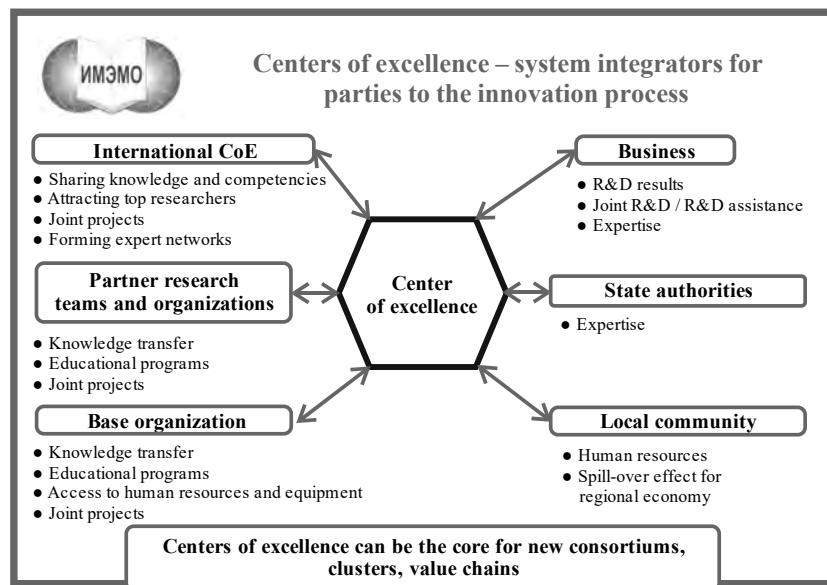 ИМЭМО
Centers of excellence – system integrators for
parties to the innovation process
International CoE
● Sharing knowledge and competencies
● Attracting top researchers
● Joint projects
● Forming expert networks
Partner research
teams and organizations
● Knowledge transfer
● Educational programs
● Joint projects
Base organization
● Knowledge transfer
● Educational programs
● Access to human resources and equipment
● Joint projects
Center
of excellence
Business
● R&D results
● Joint R&D / R&D assistance
● Expertise
State authorities
● Expertise
Local community
● Human resources
● Spill-over effect for
regional economy
Centers of excellence can be the core for new consortiums,
clusters, value chains